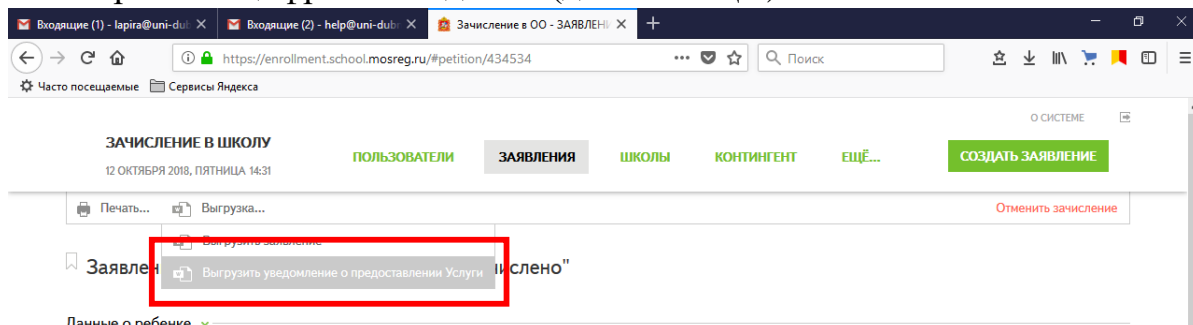 Входящие (1) - lapira@uni-dub
Входящие (2) - help@uni-dubr
Зачисление в ОО - ЗАЯВЛЕНИ
https://enrollment.school.mosreg.ru/#petition/434534
Поиск
Часто посещаемые
Сервисы Яндекса
О СИСТЕМЕ
ЗАЧИСЛЕНИЕ В ШКОЛУ
12 ОКТЯБРЯ 2018, ПЯТНИЦА 14:31
ПОЛЬЗОВАТЕЛИ
ЗАЯВЛЕНИЯ
ШКОЛЫ
КОНТИНГЕНТ
ЕЩЁ...
СОЗДАТЬ ЗАЯВЛЕНИЕ
Печать...
Выгрузка...
Отменить зачисление
Выгрузить заявление
Заявлен
Выгрузить уведомление о предоставлении Услуги
ислено"
Данные о ребенке